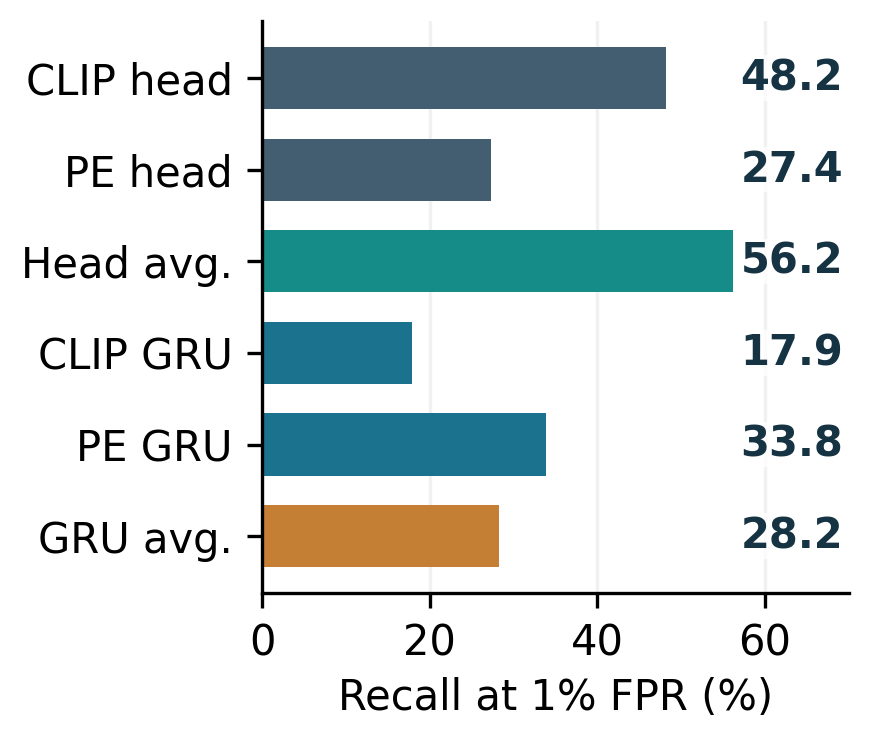 CLIP head 48.2
PE head 27.4
Head avg. 56.2
CLIP GRU 17.9
PE GRU 33.8
GRU avg. 28.2
0 20 40 60
Recall at 1% FPR (%)